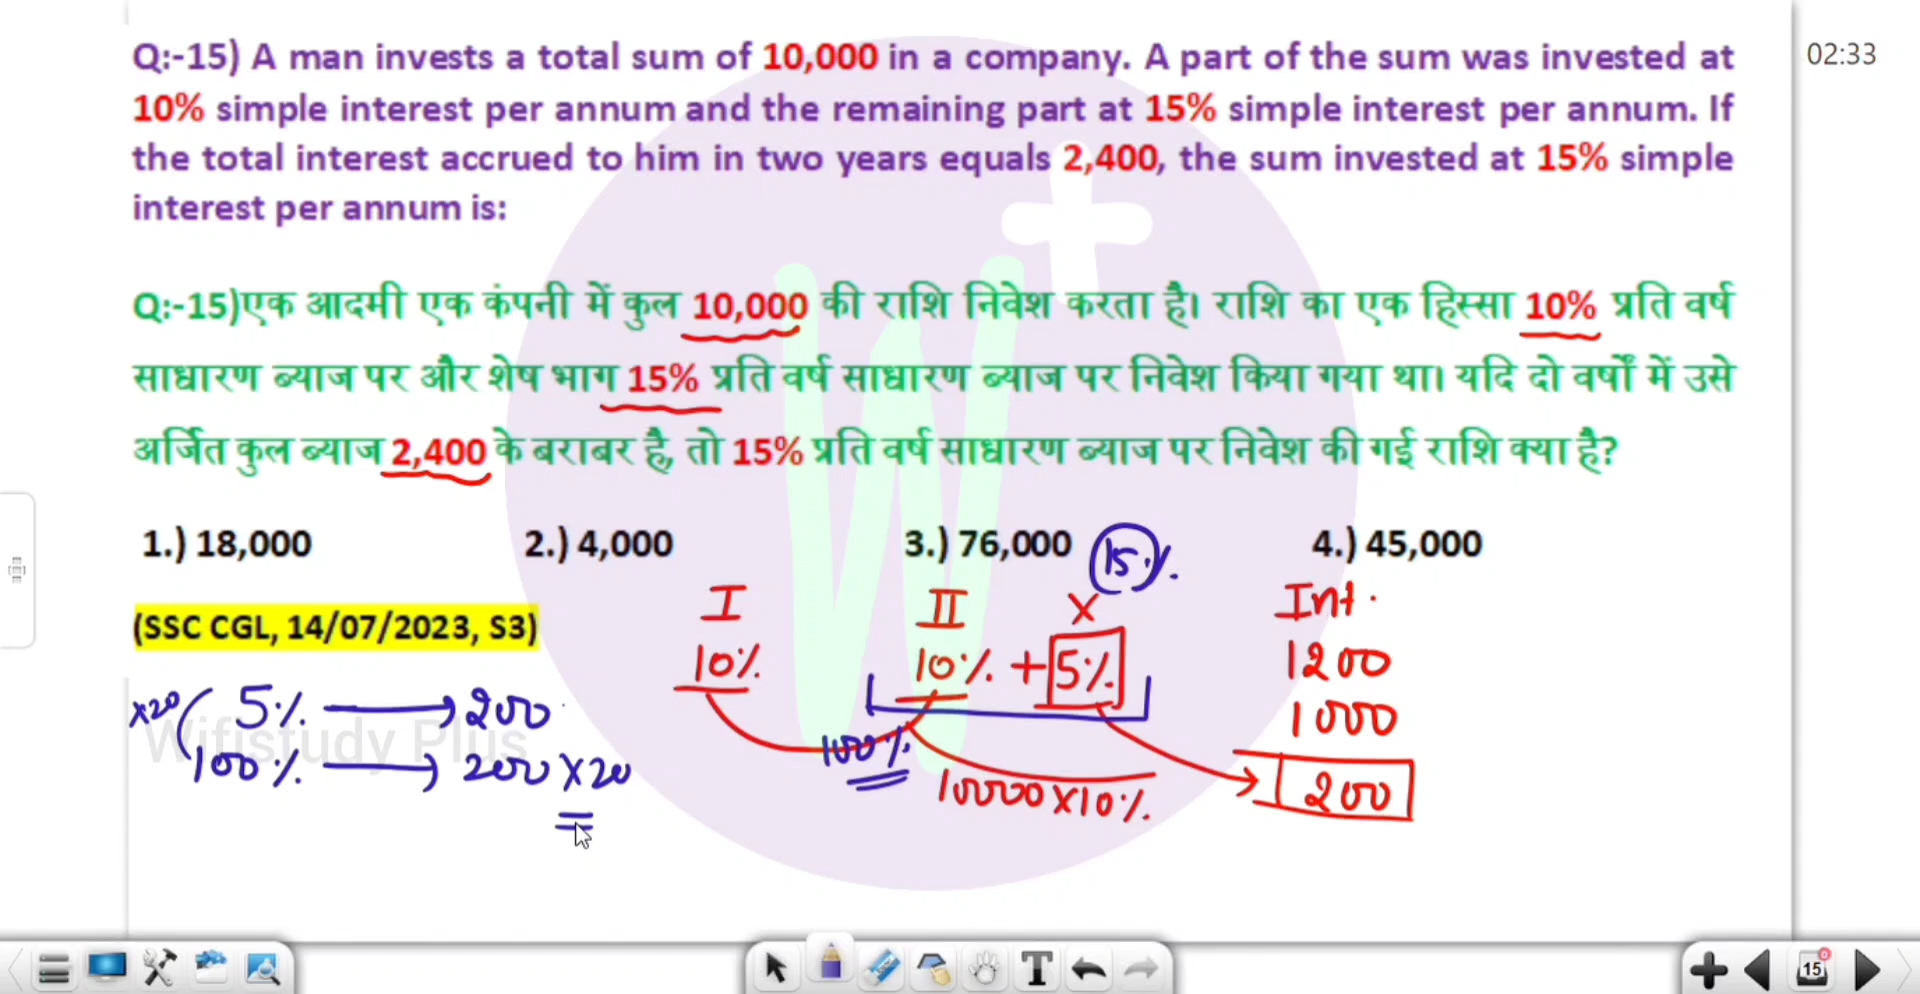 Q:-15) A man invests a total sum of 10,000 in a company. A part of the sum was invested at
10% simple interest per annum and the remaining part at 15% simple interest per annum. If
the total interest accrued to him in two years equals 2,400, the sum invested at 15% simple
interest per annum is:
02:33
Q:-15)एक आदमी एक कंपनी में कुल 10,000 की राशि निवेश करता है। राशि का एक हिस्सा 10% प्रति वर्ष
साधारण ब्याज पर और शेष भाग 15% प्रति वर्ष साधारण ब्याज पर निवेश किया गया था। यदि दो वर्षों में उसे
अर्जित कुल ब्याज 2,400 के बराबर है, तो 15% प्रति वर्ष साधारण ब्याज पर निवेश की गई राशि क्या है?
1.) 18,000 2.) 4,000 3.) 76,000 4.) 45,000
15%.
(SSC CGL, 14/07/2023, S3)
I II X Int.
10% 10% + 5% 1200
1000
x20 5% → 200
Wifistudy Plus
100% → 200 x 20
=
100%
10000 x 10%.
200
15